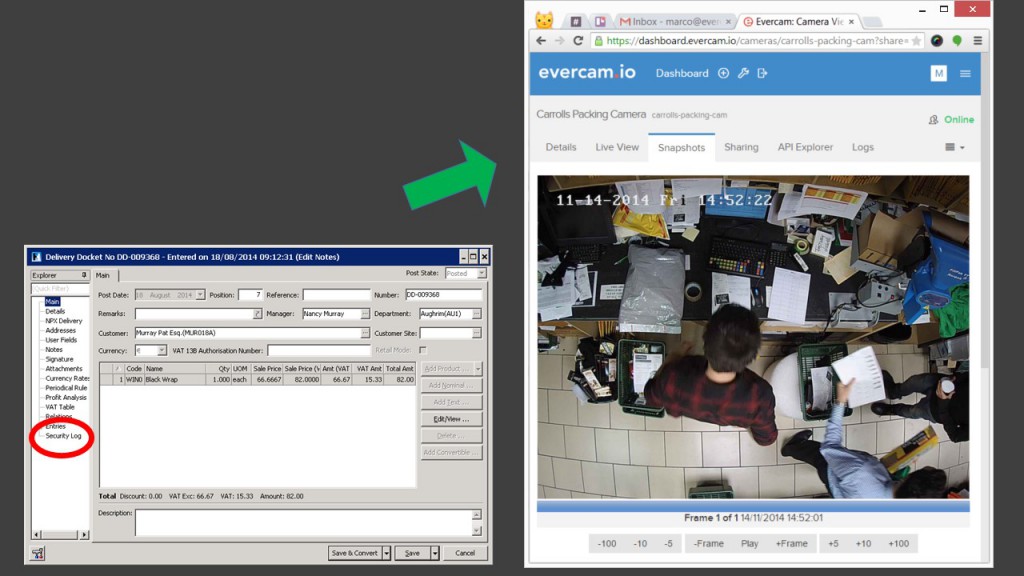 Delivery Docket No DD-009368 - Entered on 18/08/2014 09:12:31 (Edit Notes)
Explorer
Main
Post State: Posted
(Quick Filter)
Main
Details
NPX Delivery
Addresses
User Fields
Notes
Signature
Attachments
Currency Rates
Periodical Rule
Profit Analysis
VAT Table
Relations
Entries
Security Log
Post Date: 18 August 2014 Position: 7 Reference: Number: DD-009368
Remarks: Manager: Nancy Murray Department: Aughrim(AU1)
Customer: Murray Pat Esq.(MUR018A) Customer Site:
Currency: € VAT 13B Authorisation Number: Retail Mode:
Code Name Qty UOM Sale Price Sale Price (V Amt (VAT VAT Amt Total Amt
1 WIN0 Black Wrap 1.000 each 66.6667 82.0000 66.67 15.33 82.00
Add Product ...
Add Nominal ...
Add Text ...
Edit/View ...
Delete ...
Add Convertible ...
Total Discount: 0.00 VAT Exc: 66.67 VAT: 15.33 Amount: 82.00
Description:
Save & Convert Save Cancel
Inbox - marco@ever Evercam: Camera Vie
https://dashboard.evercam.io/cameras/carrolls-packing-cam?share=
evercam.io Dashboard M
Carrolls Packing Camera carrolls-packing-cam
Online
Details Live View Snapshots Sharing API Explorer Logs
11-14-2014 Fri 14:52:22
Frame 1 of 1 14/11/2014 14:52:01
-100 -10 -5 -Frame Play +Frame +5 +10 +100